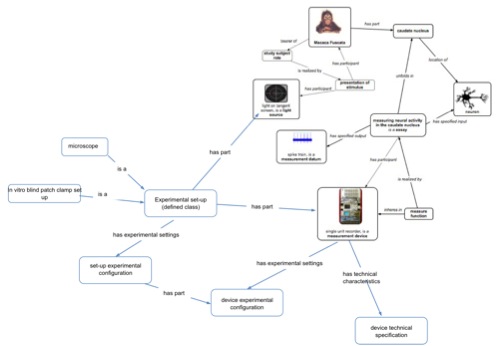 has part
caudate nucleus
Macaca Fuscata
bearer of
study subject
role
is realized by
has participant
presentation of
stimulus
has participant
location of
unfolds in
neuron
light on tangent
screen, is a light
source
measuring neural activity
in the caudate nucleus
is a assay
has specified input
has specified output
spike train, is a
measurement datum
microscope
has part
is a
has participant
is realized by
in vitro blind patch clamp set
up
is a
Experimental set-up
(defined class)
has part
inheres in
measure
function
single unit recorder, is a
measurement device
has experimental settings
set-up experimental
configuration
has experimental settings
has technical
characteristics
has part
device experimental
configuration
device technical
specification